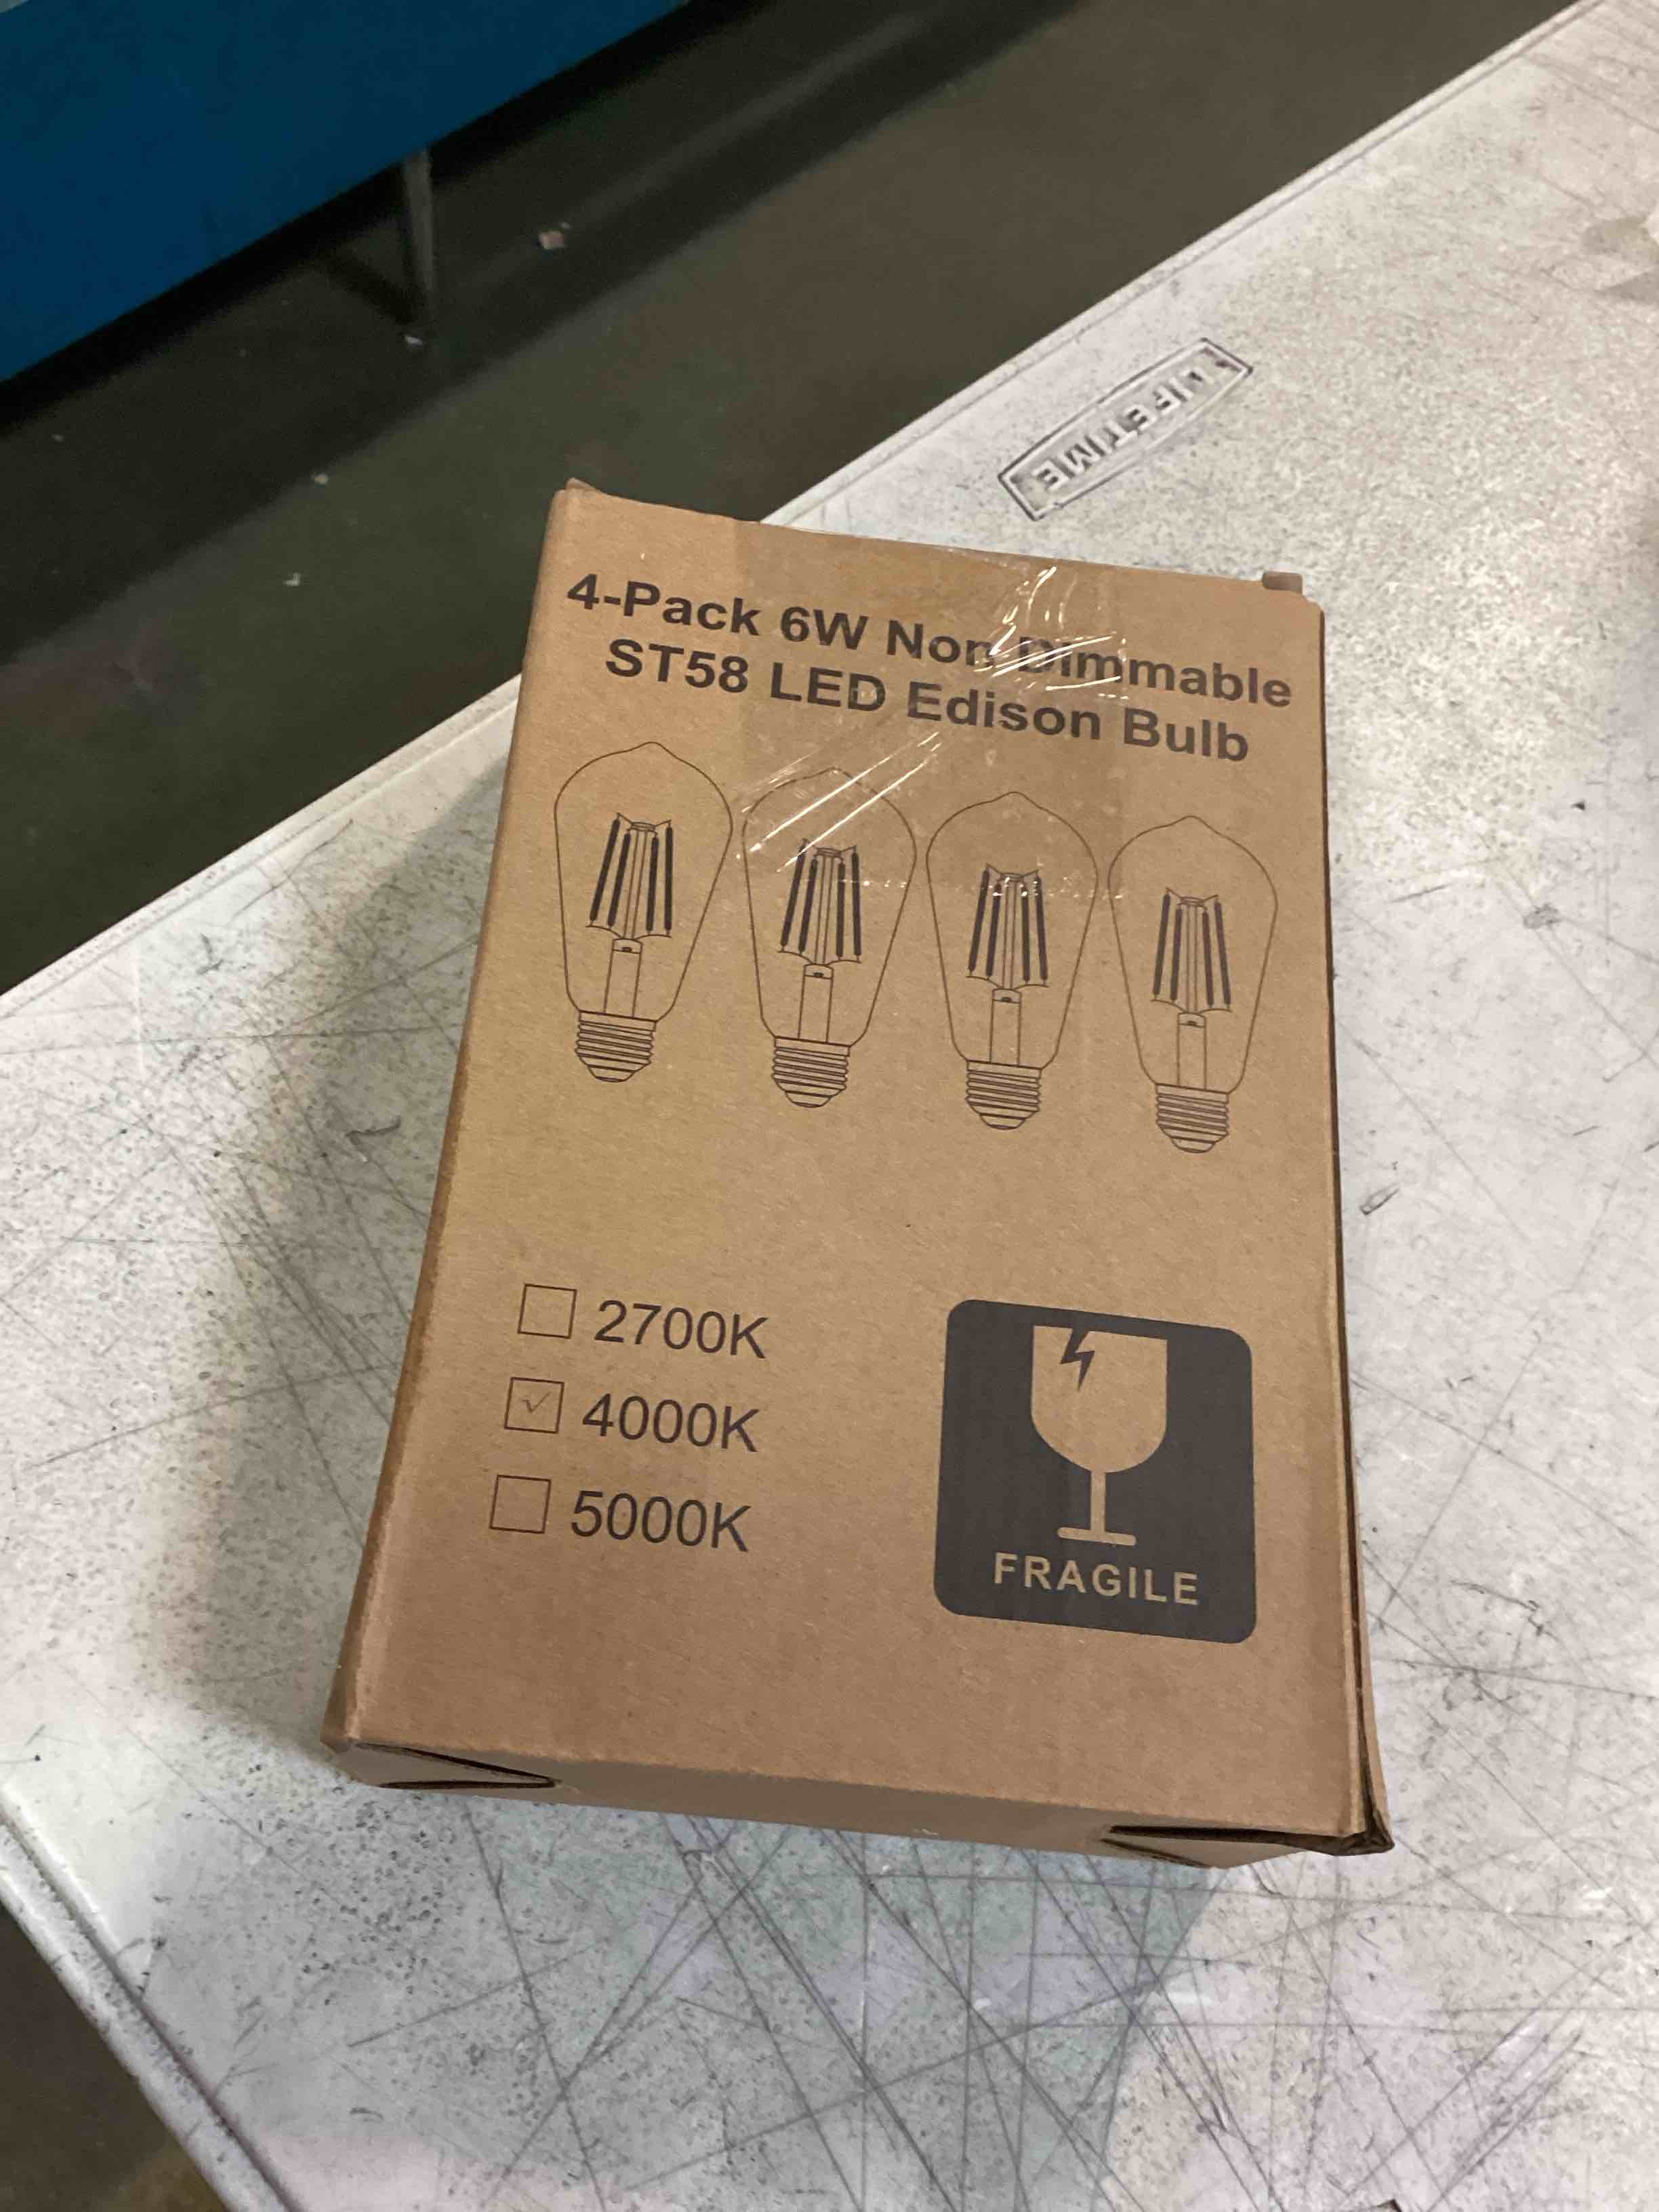 LIFETIME
4-Pack 6W Non-Dimmable
ST58 LED Edison Bulb
2700K
4000K
5000K
FRAGILE